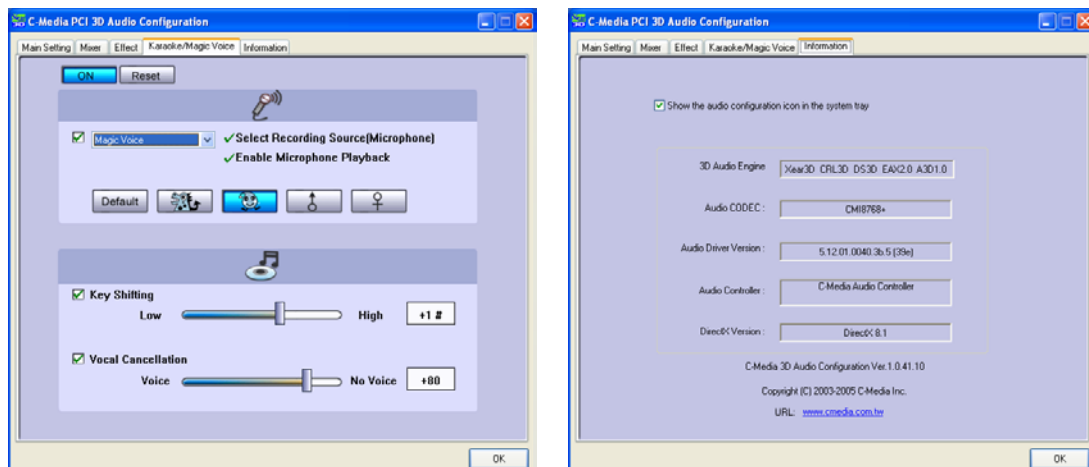 C-Media PCI 3D Audio Configuration
Main Setting Mixer Effect Karaoke/Magic Voice Information
ON Reset
Magic Voice
Select Recording Source(Microphone)
Enable Microphone Playback
Default
Key Shifting
Low High +1 #
Vocal Cancellation
Voice No Voice +80
OK
C-Media PCI 3D Audio Configuration
Main Setting Mixer Effect Karaoke/Magic Voice Information
Show the audio configuration icon in the system tray
3D Audio Engine Xear3D CRL3D DS3D EAX2.0 A3D1.0
Audio CODEC : CMI8768+
Audio Driver Version : 5.12.01.0040.3b.5 (39e)
Audio Controller : C-Media Audio Controller
DirectX Version : DirectX 8.1
C-Media 3D Audio Configuration Ver.1.0.41.10
Copyright (C) 2003-2005 C-Media Inc.
URL: www.cmedia.com.tw
OK